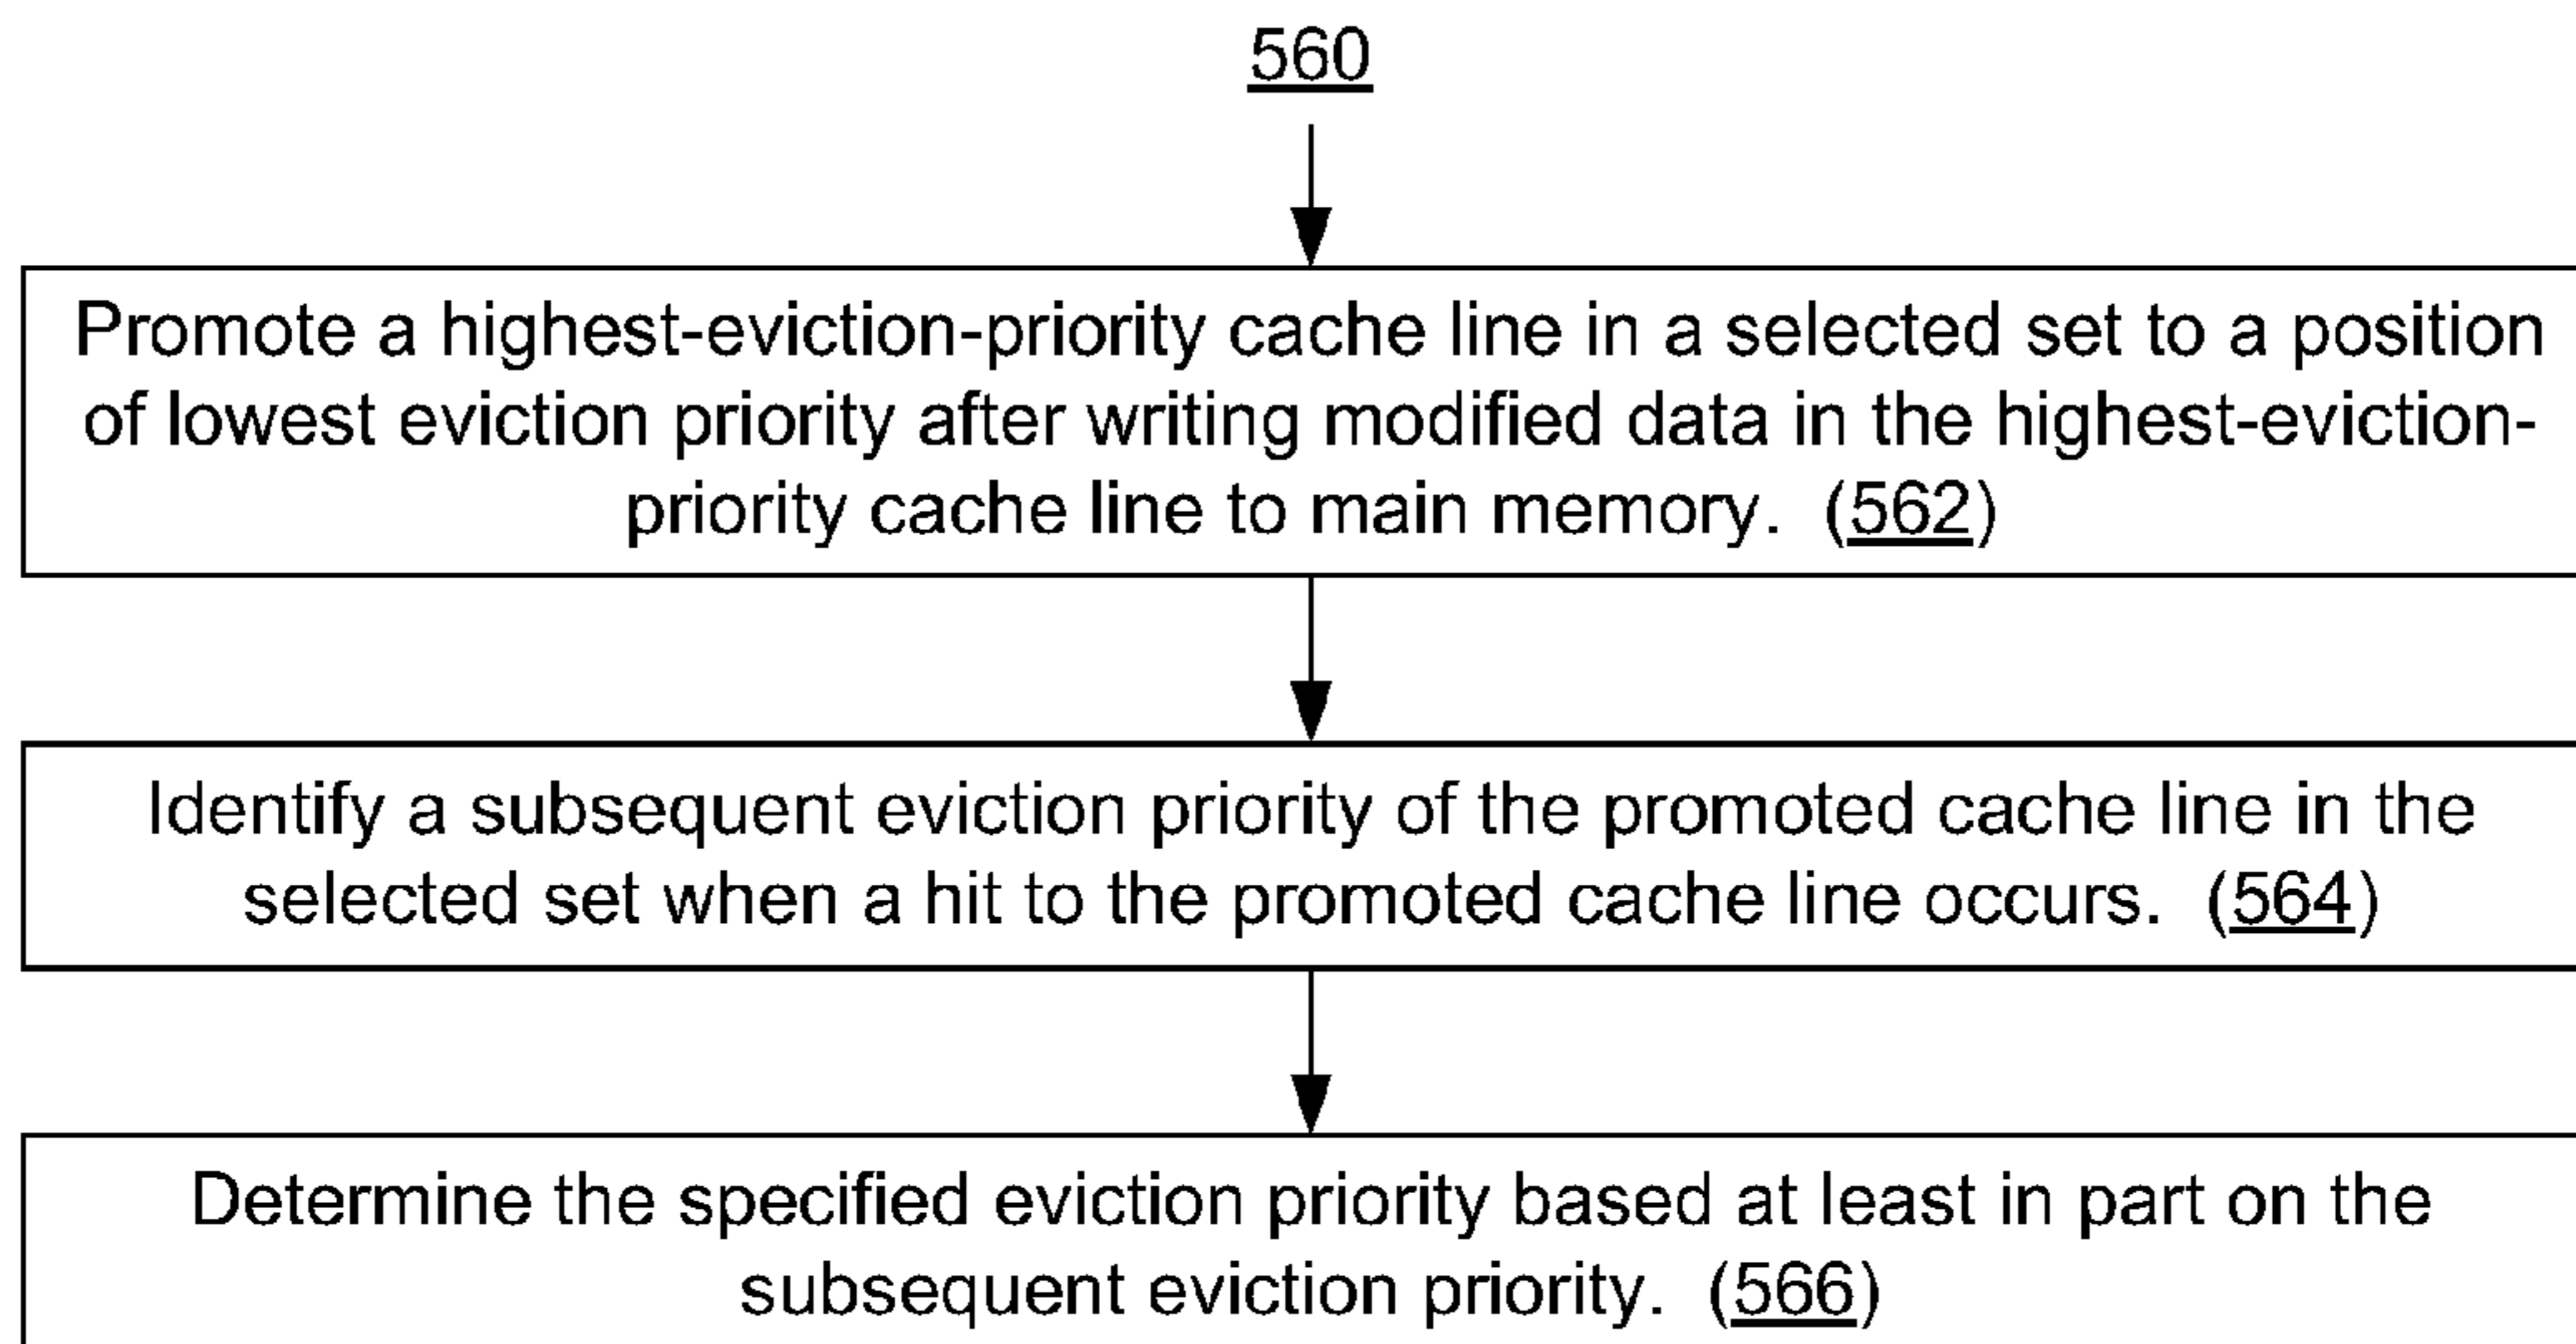 560
Promote a highest-eviction-priority cache line in a selected set to a position
of lowest eviction priority after writing modified data in the highest-eviction-
priority cache line to main memory.  (562)
Identify a subsequent eviction priority of the promoted cache line in the
selected set when a hit to the promoted cache line occurs.  (564)
Determine the specified eviction priority based at least in part on the
subsequent eviction priority.  (566)